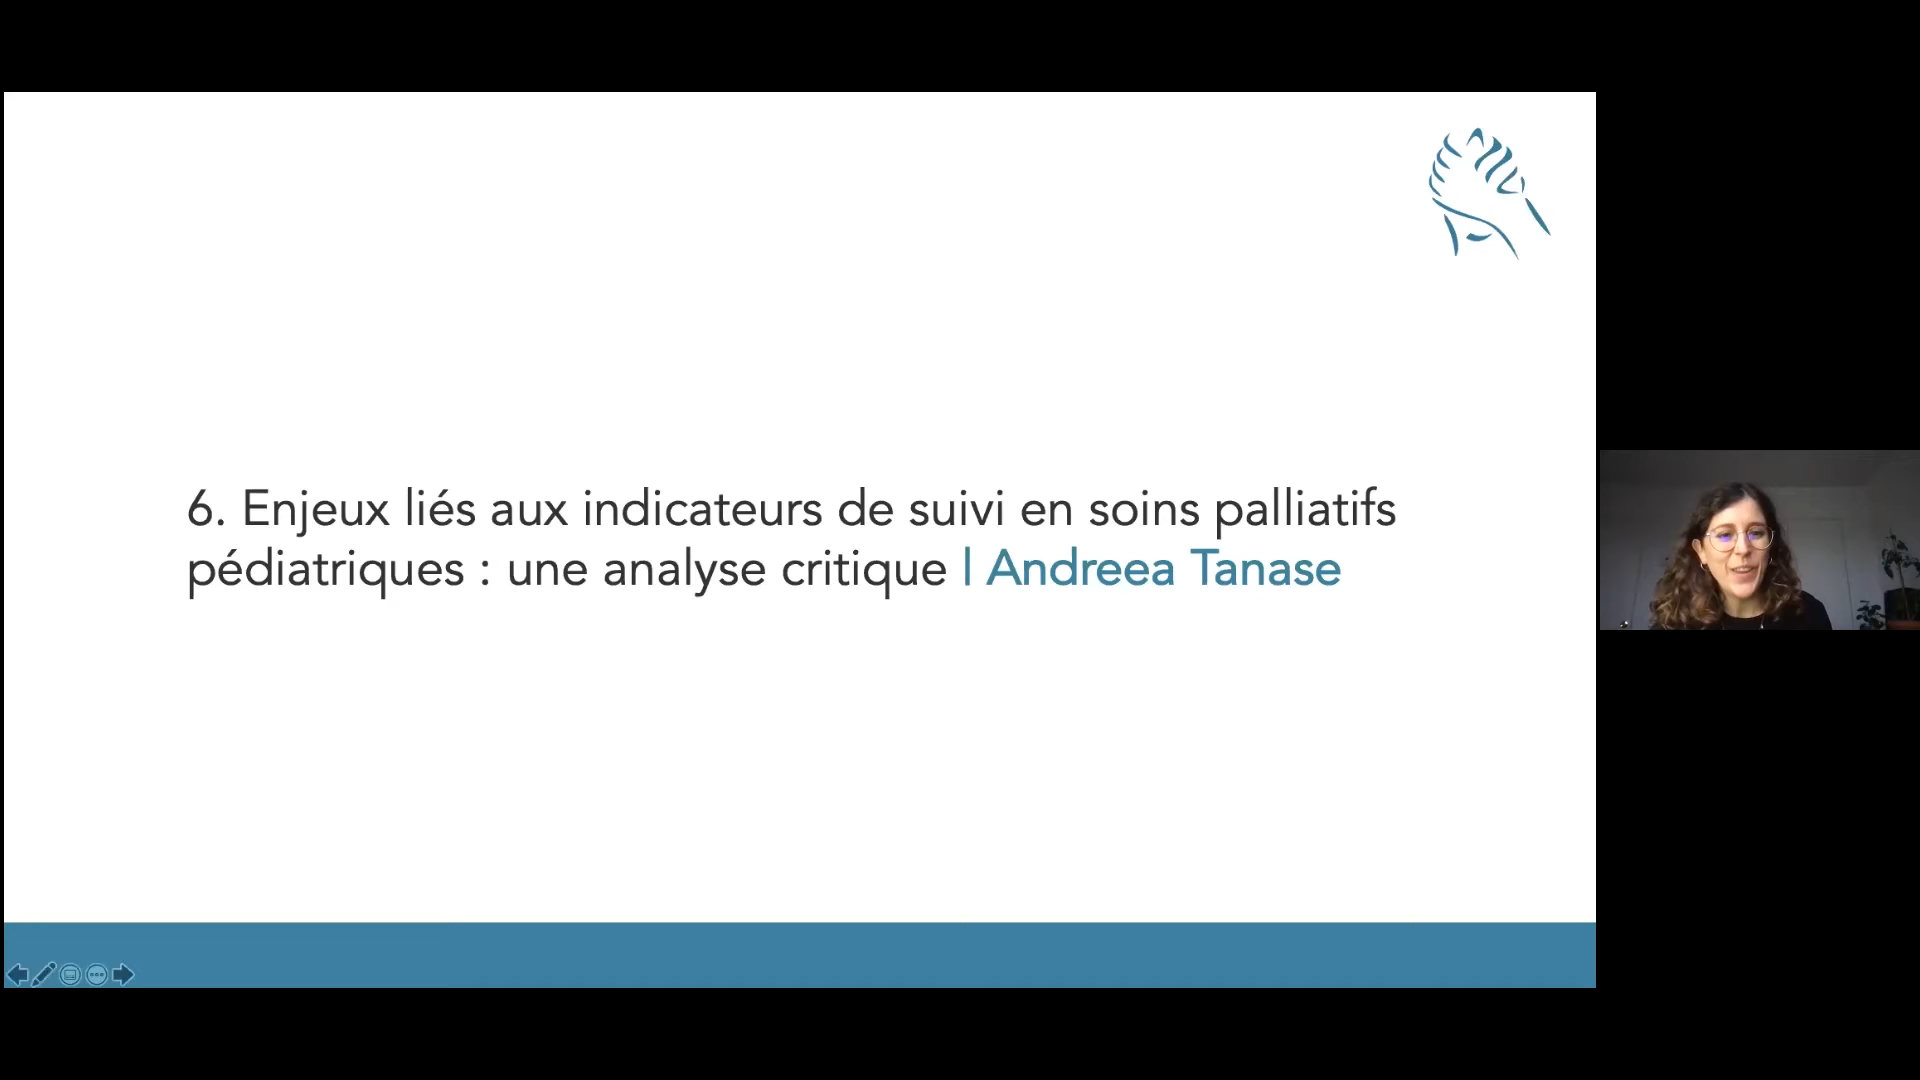 6. Enjeux liés aux indicateurs de suivi en soins palliatifs
pédiatriques : une analyse critique l Andreea Tanase